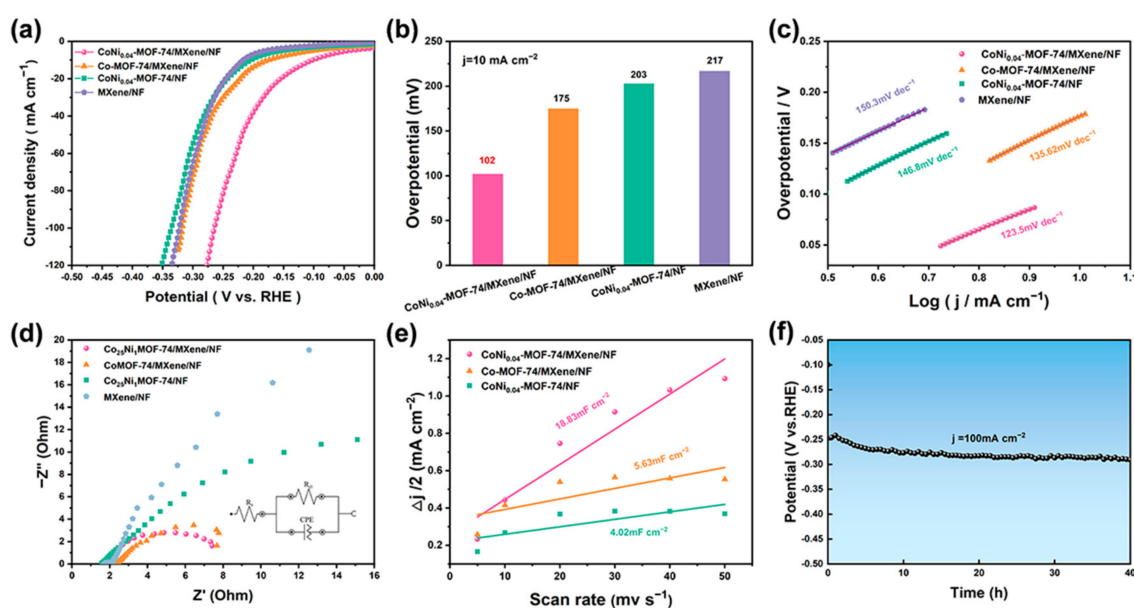 (a)
CoNi0.04-MOF-74/MXene/NF
Co-MOF-74/MXene/NF
CoNi0.04-MOF-74/NF
MXene/NF
0
-20
-40
-60
-80
-100
-120
Current density ( mA cm−2)
-0.50 -0.45 -0.40 -0.35 -0.30 -0.25 -0.20 -0.15 -0.10 -0.05 0.00
Potential ( V vs. RHE )
(b)
j=10 mA cm−2
250
200
150
100
50
0
Overpotential (mV)
102
175
203
217
CoNi0.04-MOF-74/MXene/NF
Co-MOF-74/MXene/NF
CoNi0.04-MOF-74/NF
MXene/NF
(c)
CoNi0.04-MOF-74/MXene/NF
Co-MOF-74/MXene/NF
CoNi0.04-MOF-74/NF
MXene/NF
0.25
0.20
0.15
0.10
0.05
Overpotential / V
150.3mV dec−1
146.8mV dec−1
135.62mV dec−1
123.5mV dec−1
0.5 0.6 0.7 0.8 0.9 1.0 1.1
Log ( j / mA cm−1)
(d)
Co25Ni1MOF-74/MXene/NF
CoMOF-74/MXene/NF
Co25Ni1MOF-74/NF
MXene/NF
20
18
16
14
12
10
8
6
4
2
0
−Z'' (Ohm)
CPE
0 2 4 6 8 10 12 14 16
Z' (Ohm)
(e)
CoNi0.04-MOF-74/MXene/NF
Co-MOF-74/MXene/NF
CoNi0.04-MOF-74/NF
1.4
1.2
1.0
0.8
0.6
0.4
0.2
Δj /2 (mA cm−2)
18.83mF cm−2
5.63mF cm−2
4.02mF cm−2
0 10 20 30 40 50
Scan rate (mv s−1)
(f)
-0.05
-0.10
-0.15
-0.20
-0.25
-0.30
-0.35
-0.40
-0.45
-0.50
Potential (V vs.RHE)
j =100mA cm−2
0 10 20 30 40
Time (h)